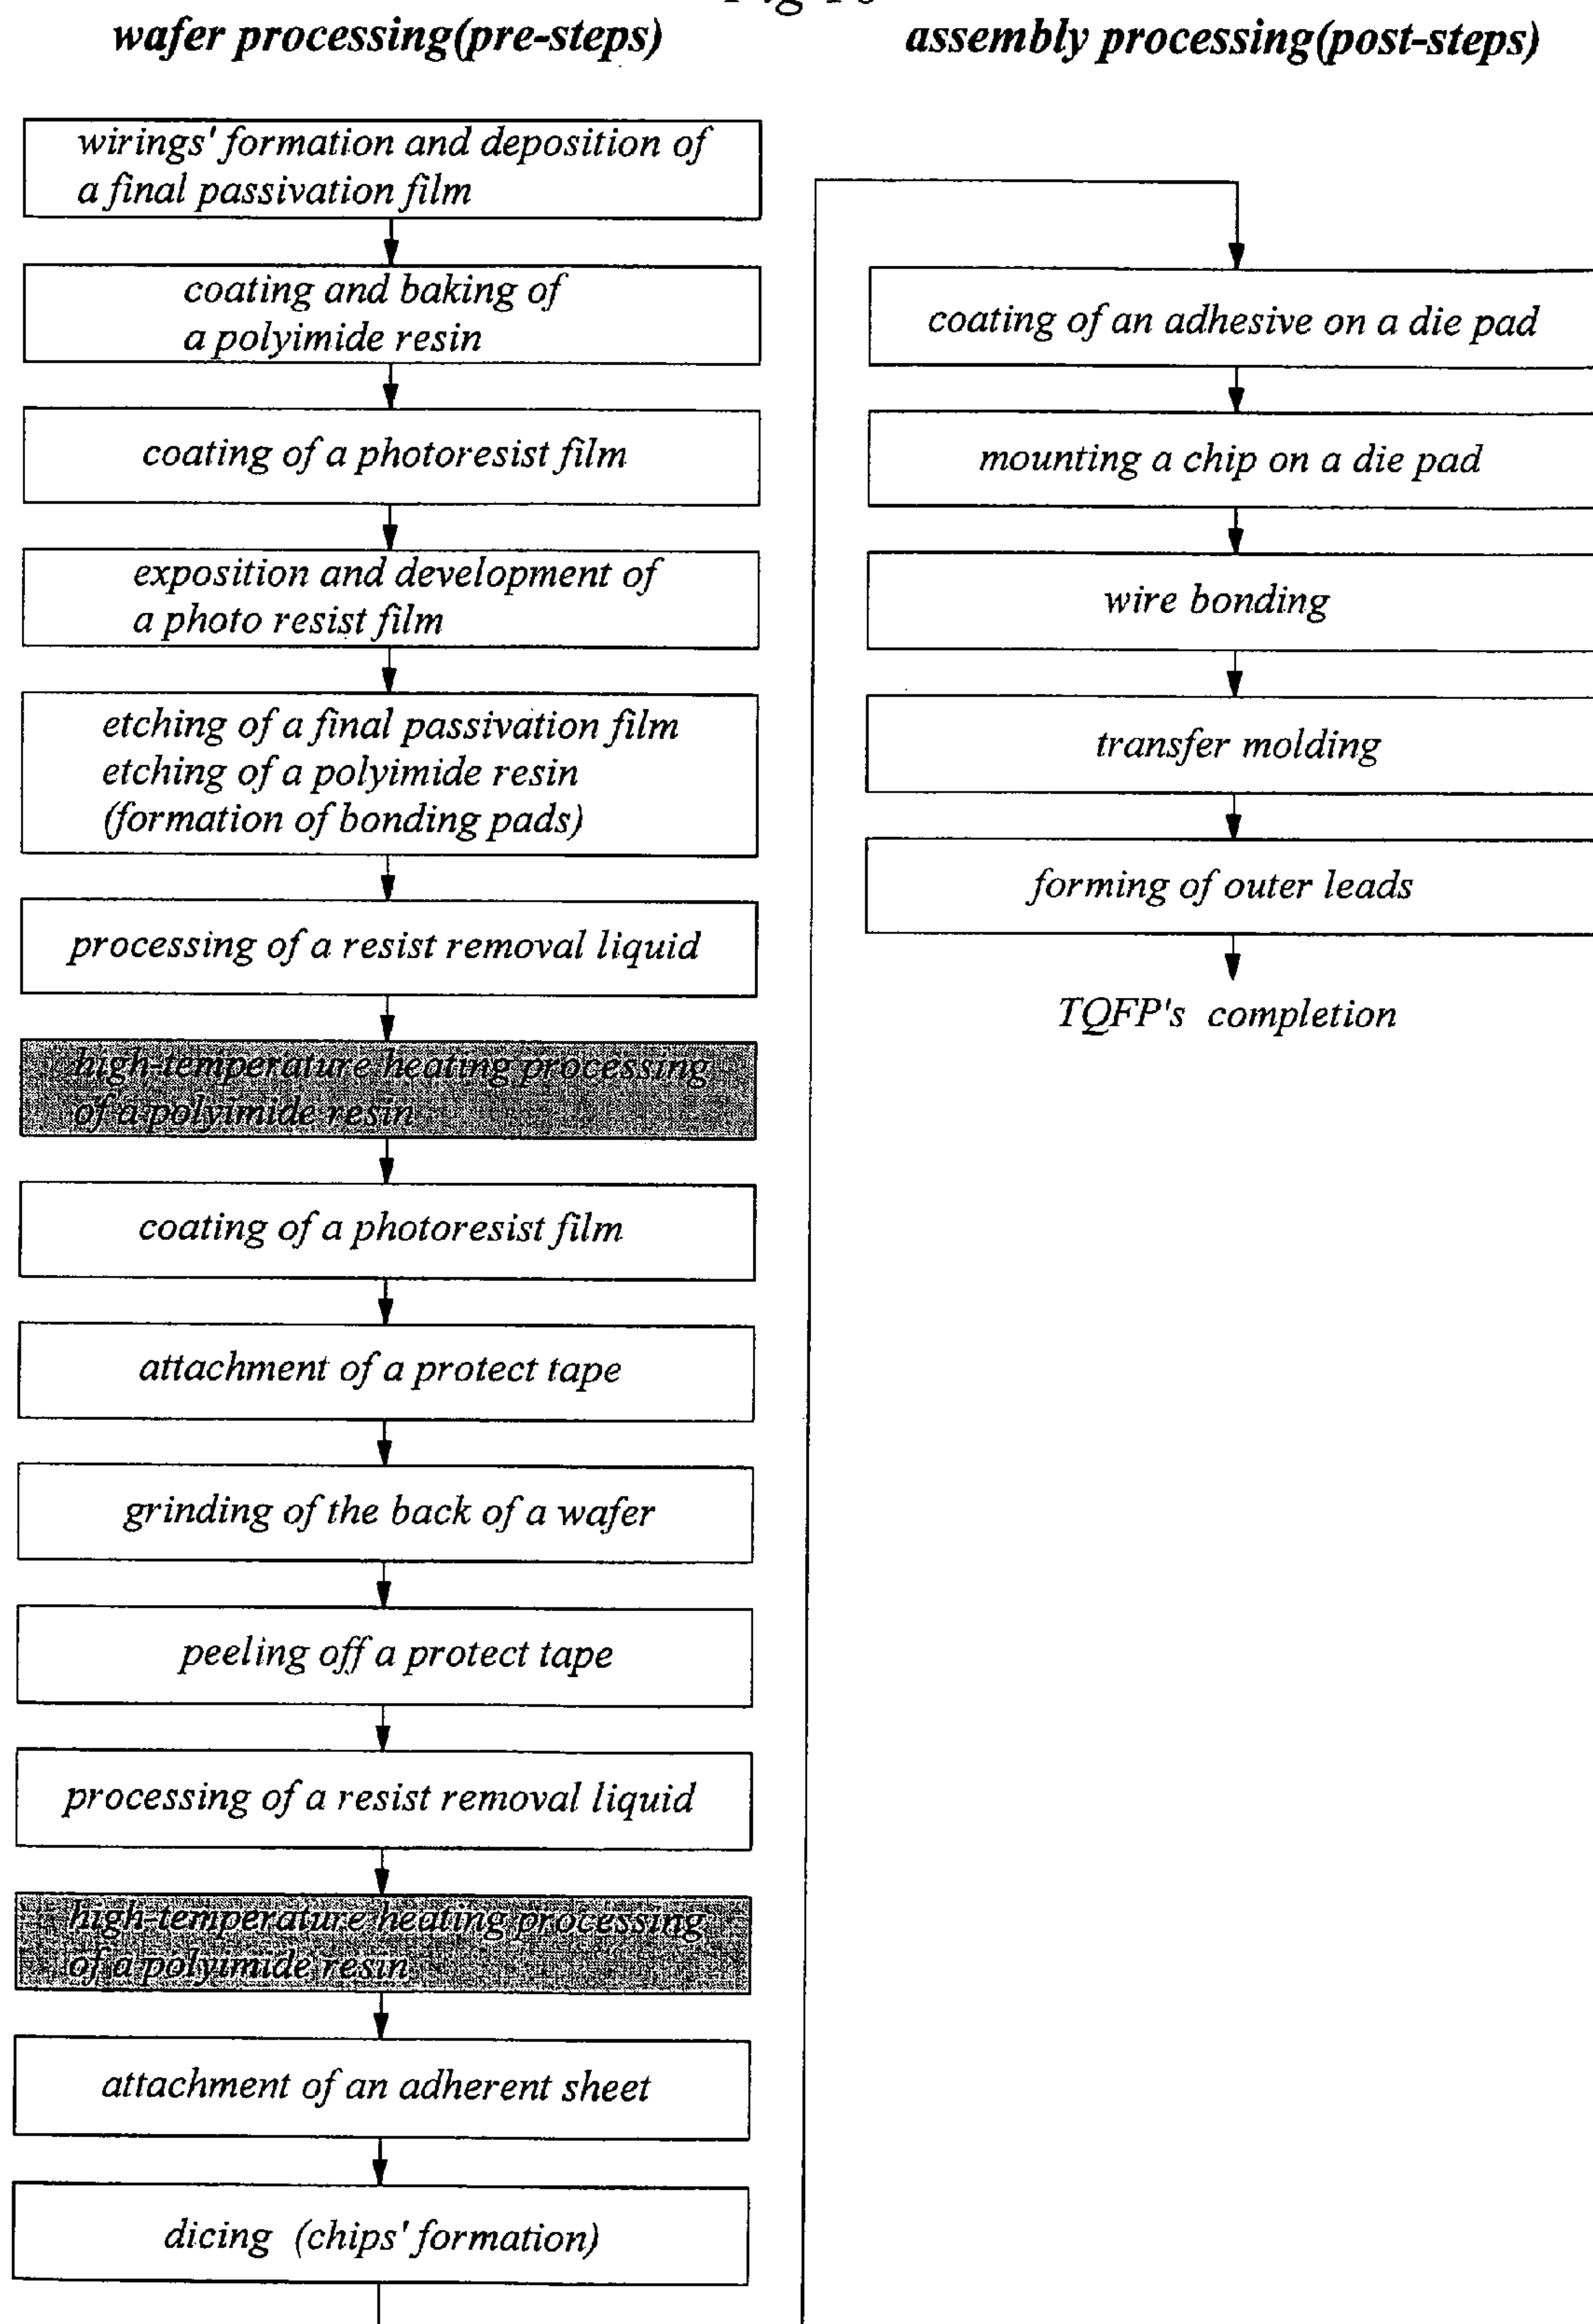 wafer processing(pre-steps)
wirings' formation and deposition of
a final passivation film
coating and baking of
a polyimide resin
coating of a photoresist film
exposition and development of
a photo resist film
etching of a final passivation film
etching of a polyimide resin
(formation of bonding pads)
processing of a resist removal liquid
high-temperature heating processing
of a polyimide resin
coating of a photoresist film
attachment of a protect tape
grinding of the back of a wafer
peeling off a protect tape
processing of a resist removal liquid
high-temperature heating processing
of a polyimide resin
attachment of an adherent sheet
dicing (chips' formation)
assembly processing(post-steps)
coating of an adhesive on a die pad
mounting a chip on a die pad
wire bonding
transfer molding
forming of outer leads
TQFP's completion